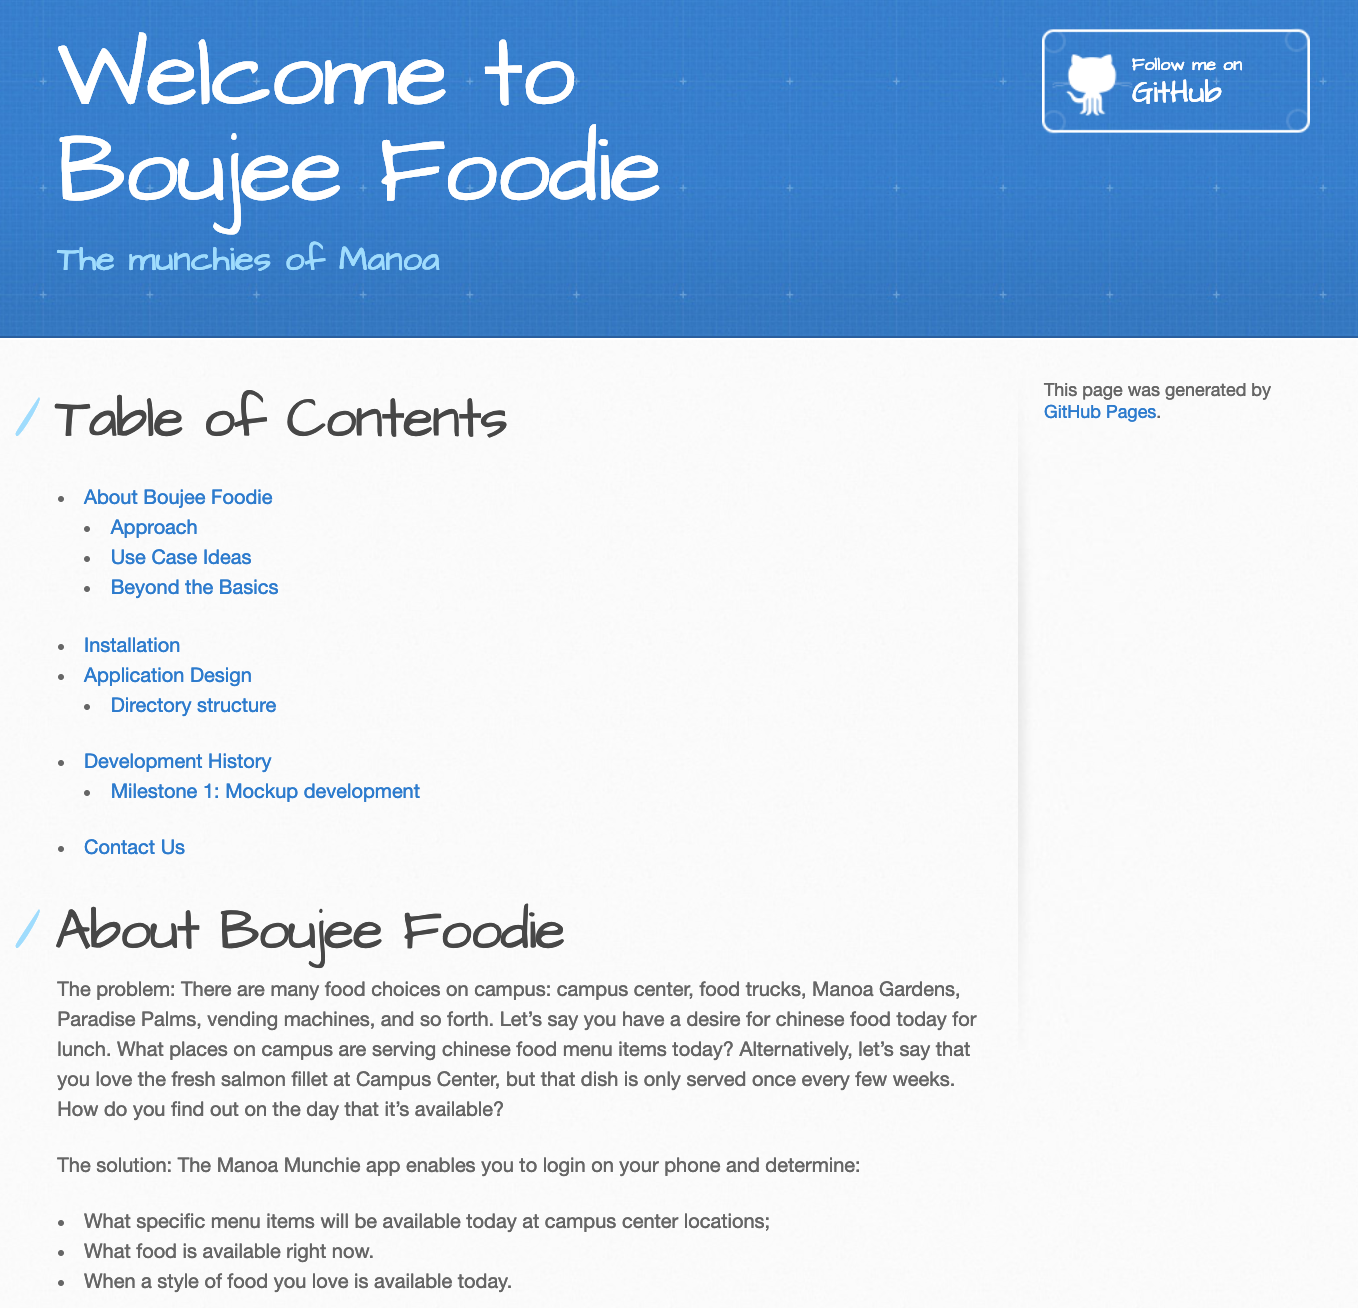 Welcome to
Boujee Foodie
The munchies of Manoa
Follow me on
GitHub
Table of Contents
About Boujee Foodie
Approach
Use Case Ideas
Beyond the Basics
Installation
Application Design
Directory structure
Development History
Milestone 1: Mockup development
Contact Us
About Boujee Foodie
The problem: There are many food choices on campus: campus center, food trucks, Manoa Gardens,
Paradise Palms, vending machines, and so forth. Let’s say you have a desire for chinese food today for
lunch. What places on campus are serving chinese food menu items today? Alternatively, let’s say that
you love the fresh salmon fillet at Campus Center, but that dish is only served once every few weeks.
How do you find out on the day that it’s available?
The solution: The Manoa Munchie app enables you to login on your phone and determine:
What specific menu items will be available today at campus center locations;
What food is available right now.
When a style of food you love is available today.
This page was generated by
GitHub Pages.